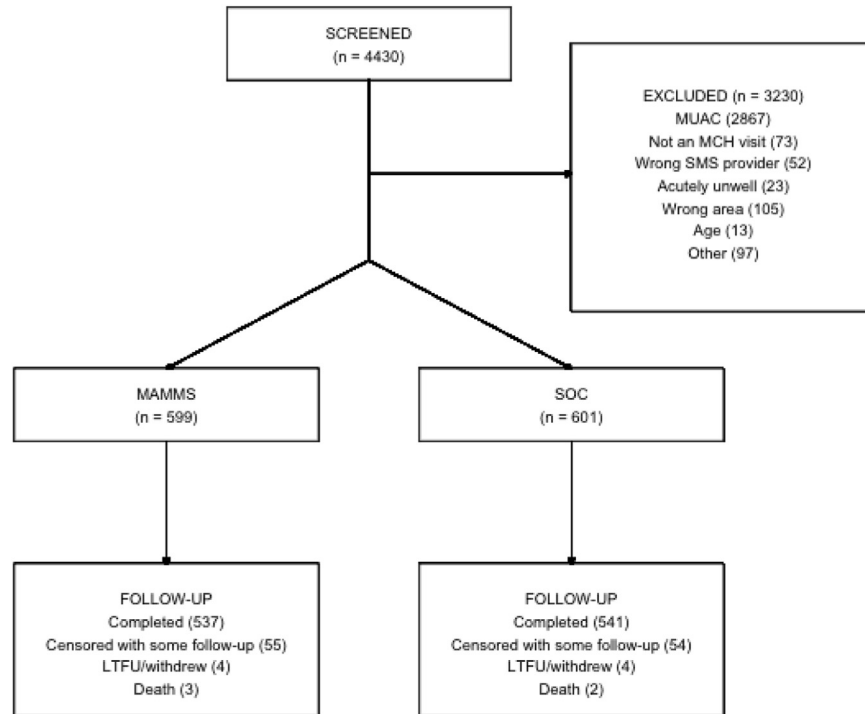 SCREENED
(n = 4430)
EXCLUDED (n = 3230)
MUAC (2867)
Not an MCH visit (73)
Wrong SMS provider (52)
Acutely unwell (23)
Wrong area (105)
Age (13)
Other (97)
MAMMS
(n = 599)
SOC
(n = 601)
FOLLOW-UP
Completed (537)
Censored with some follow-up (55)
LTFU/withdrew (4)
Death (3)
FOLLOW-UP
Completed (541)
Censored with some follow-up (54)
LTFU/withdrew (4)
Death (2)